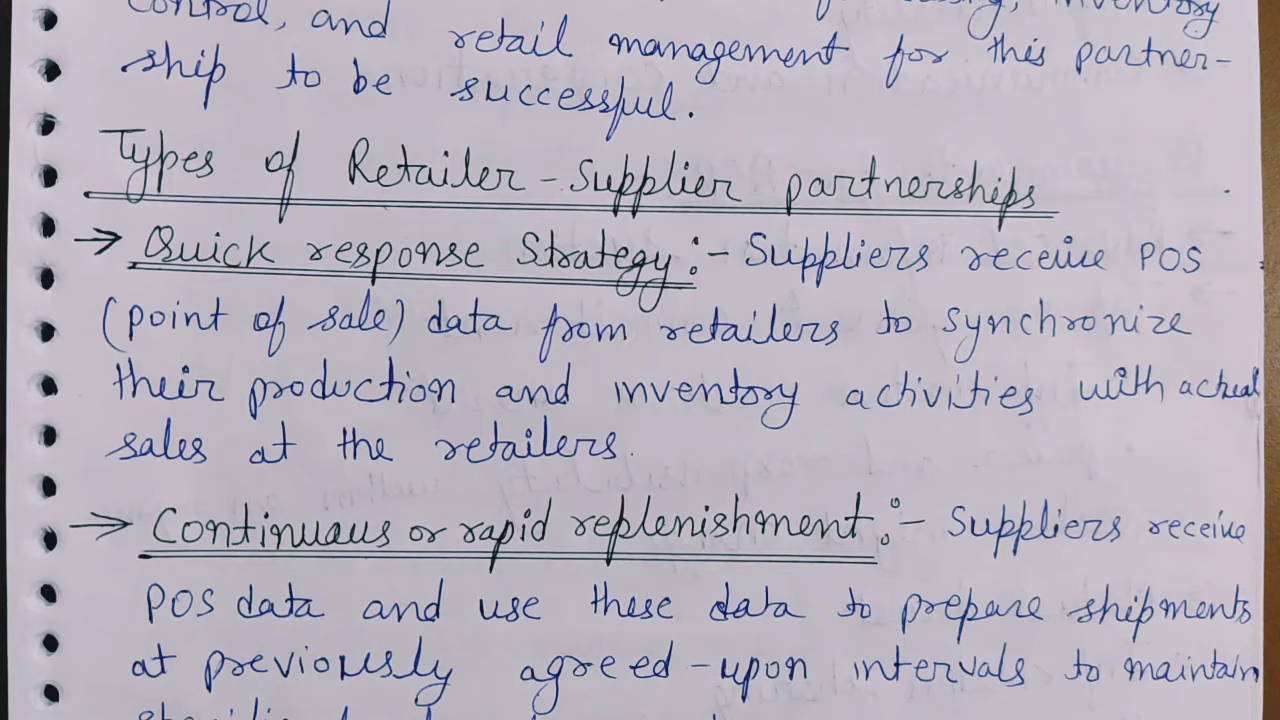 control, and
inventory
retail management for this partner-
ship to be successful.
Types of Retailer-Supplier partnerships
→ Quick response Strategy:- Suppliers receive POS
(point of sale) data from retailers to synchronize
their production and inventory activities with actual
sales at the retailers.
→ Continuous or rapid replenishment:- Suppliers receive
POS data and use these data to prepare shipments
at previously agreed-upon intervals to maintain